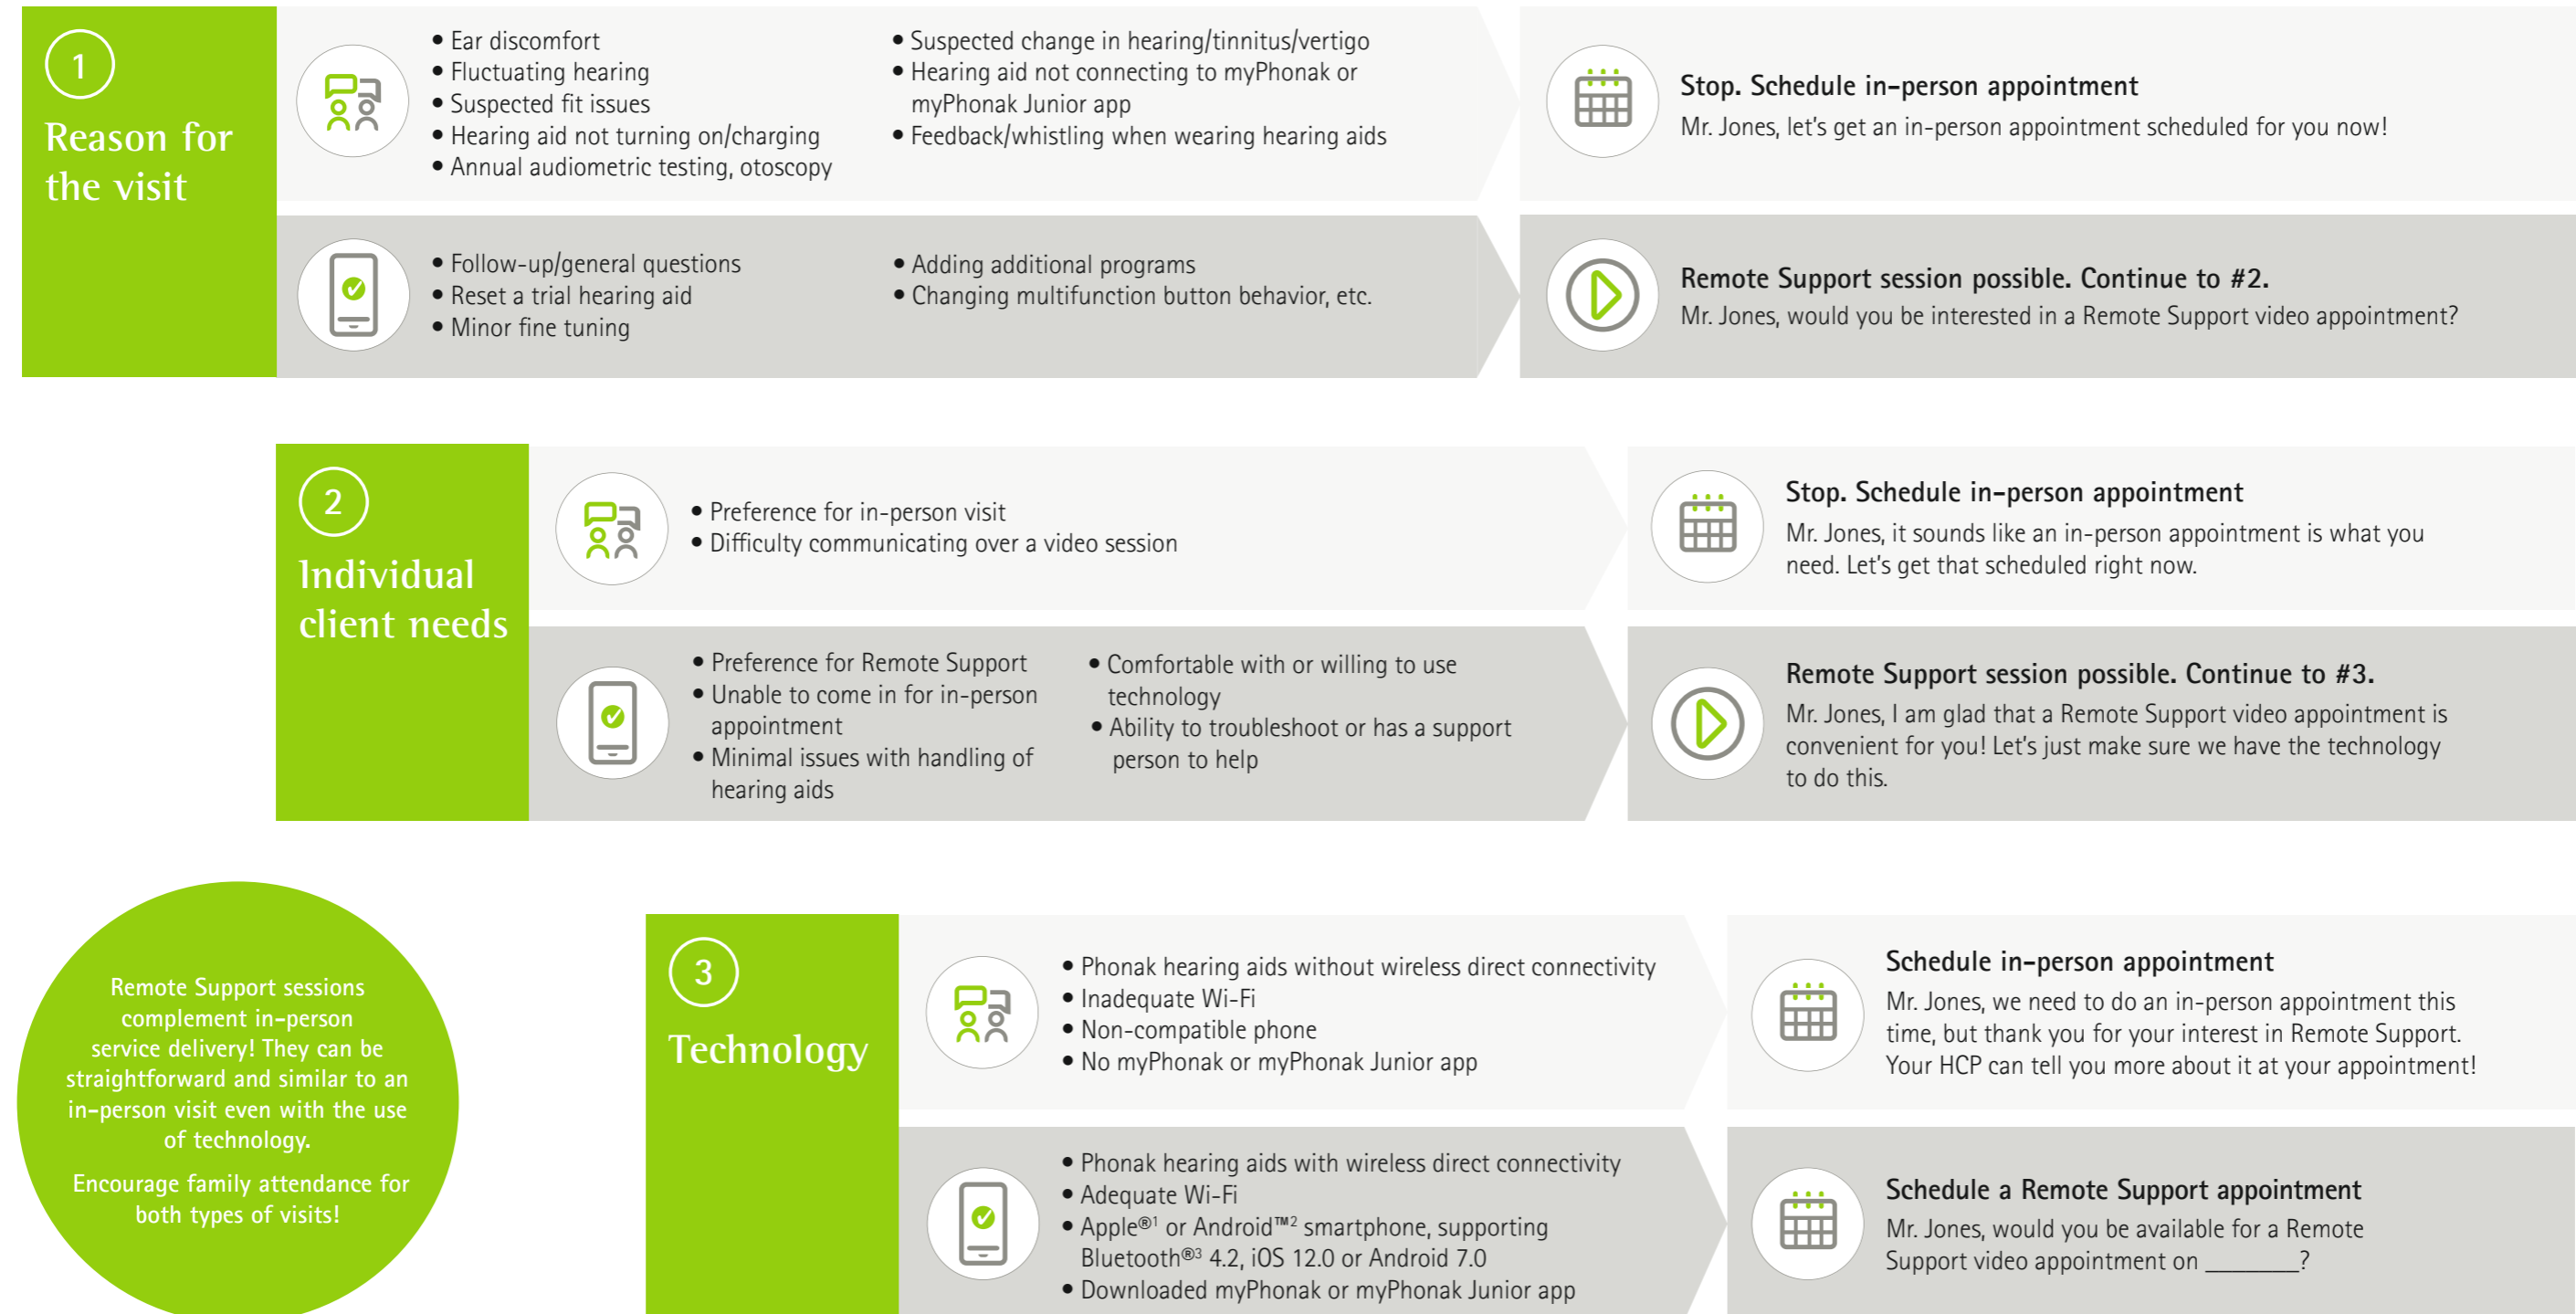 1
Reason for
the visit
• Ear discomfort
• Fluctuating hearing
• Suspected fit issues
• Hearing aid not turning on/charging
• Annual audiometric testing, otoscopy
• Suspected change in hearing/tinnitus/vertigo
• Hearing aid not connecting to myPhonak or
myPhonak Junior app
• Feedback/whistling when wearing hearing aids
Stop. Schedule in-person appointment
Mr. Jones, let's get an in-person appointment scheduled for you now!
• Follow-up/general questions
• Reset a trial hearing aid
• Minor fine tuning
• Adding additional programs
• Changing multifunction button behavior, etc.
Remote Support session possible. Continue to #2.
Mr. Jones, would you be interested in a Remote Support video appointment?
2
Individual
client needs
• Preference for in-person visit
• Difficulty communicating over a video session
Stop. Schedule in-person appointment
Mr. Jones, it sounds like an in-person appointment is what you
need. Let's get that scheduled right now.
• Preference for Remote Support
• Unable to come in for in-person
appointment
• Minimal issues with handling of
hearing aids
• Comfortable with or willing to use
technology
• Ability to troubleshoot or has a support
person to help
Remote Support session possible. Continue to #3.
Mr. Jones, I am glad that a Remote Support video appointment is
convenient for you! Let's just make sure we have the technology
to do this.
Remote Support sessions
complement in-person
service delivery! They can be
straightforward and similar to an
in-person visit even with the use
of technology.
Encourage family attendance for
both types of visits!
3
Technology
• Phonak hearing aids without wireless direct connectivity
• Inadequate Wi-Fi
• Non-compatible phone
• No myPhonak or myPhonak Junior app
Schedule in-person appointment
Mr. Jones, we need to do an in-person appointment this
time, but thank you for your interest in Remote Support.
Your HCP can tell you more about it at your appointment!
• Phonak hearing aids with wireless direct connectivity
• Adequate Wi-Fi
• Apple®¹ or Android™² smartphone, supporting
Bluetooth®³ 4.2, iOS 12.0 or Android 7.0
• Downloaded myPhonak or myPhonak Junior app
Schedule a Remote Support appointment
Mr. Jones, would you be available for a Remote
Support video appointment on _______?